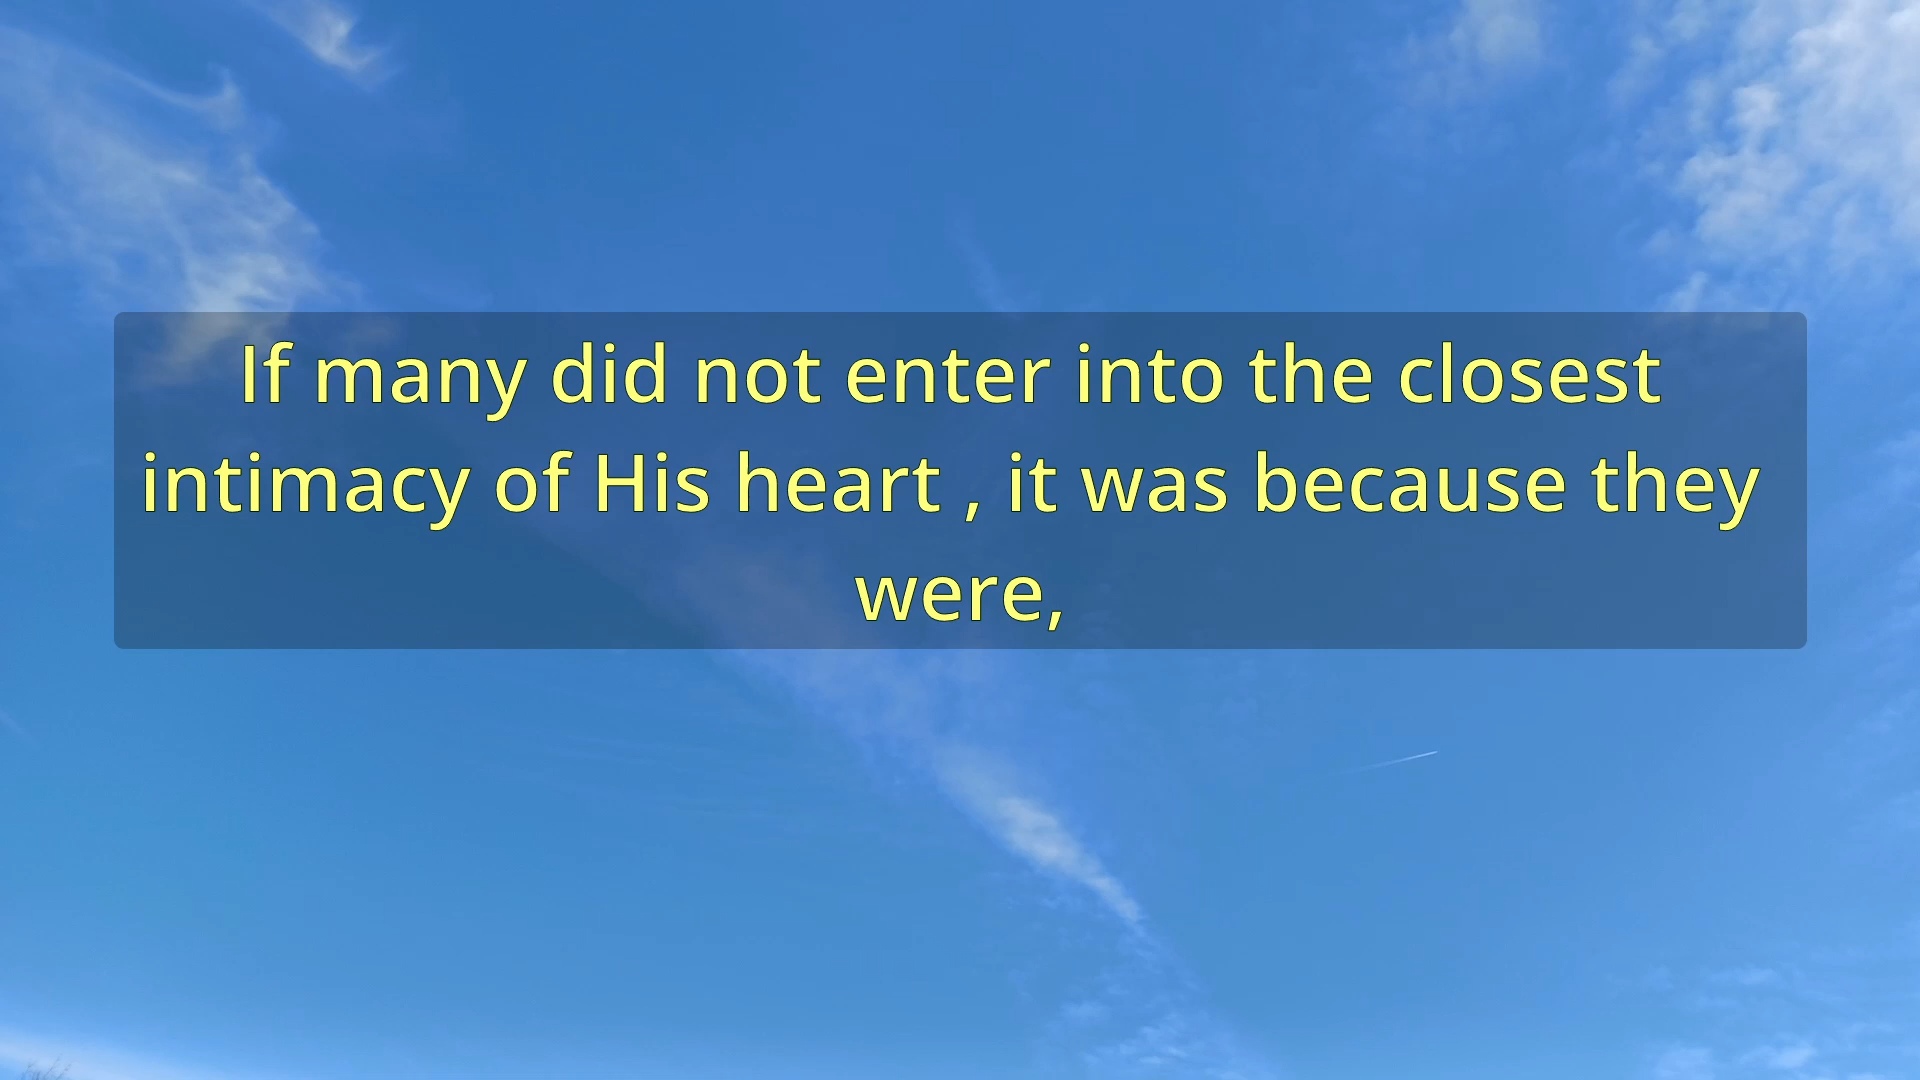 If many did not enter into the closest
intimacy of His heart , it was because they
were,